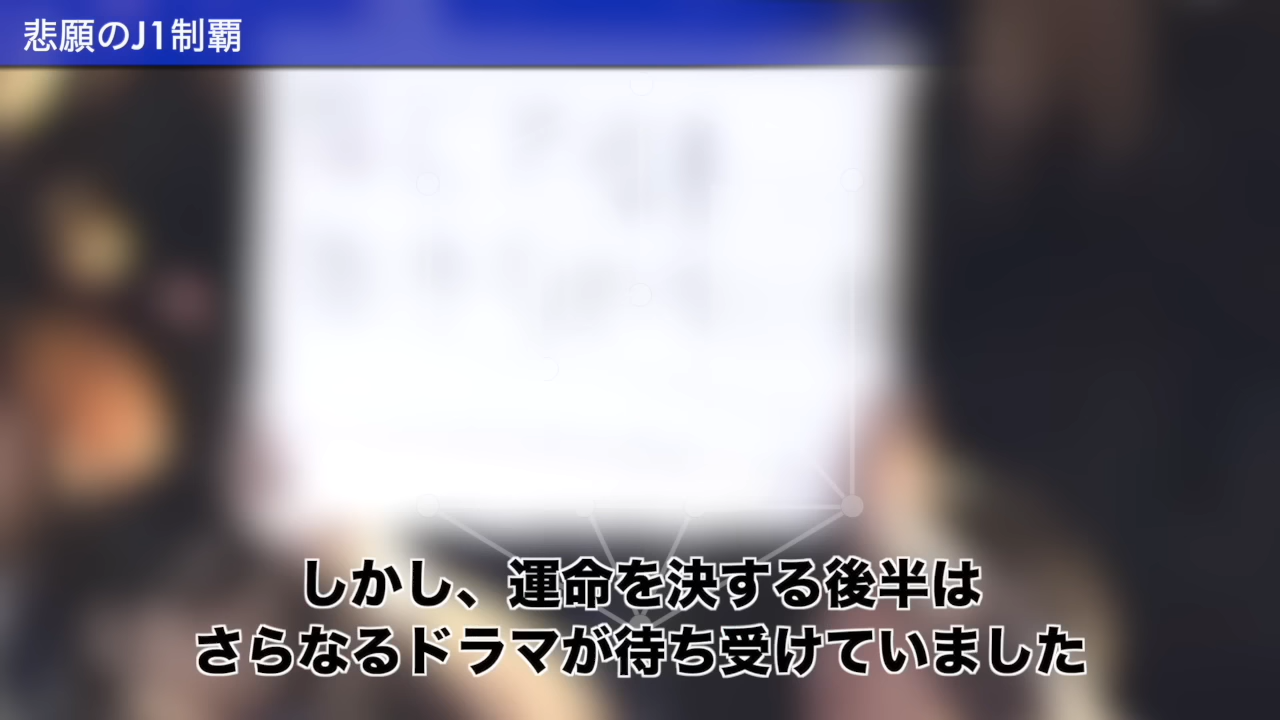 悲願のJ1制覇
しかし、運命を決する後半は
さらなるドラマが待ち受けていました